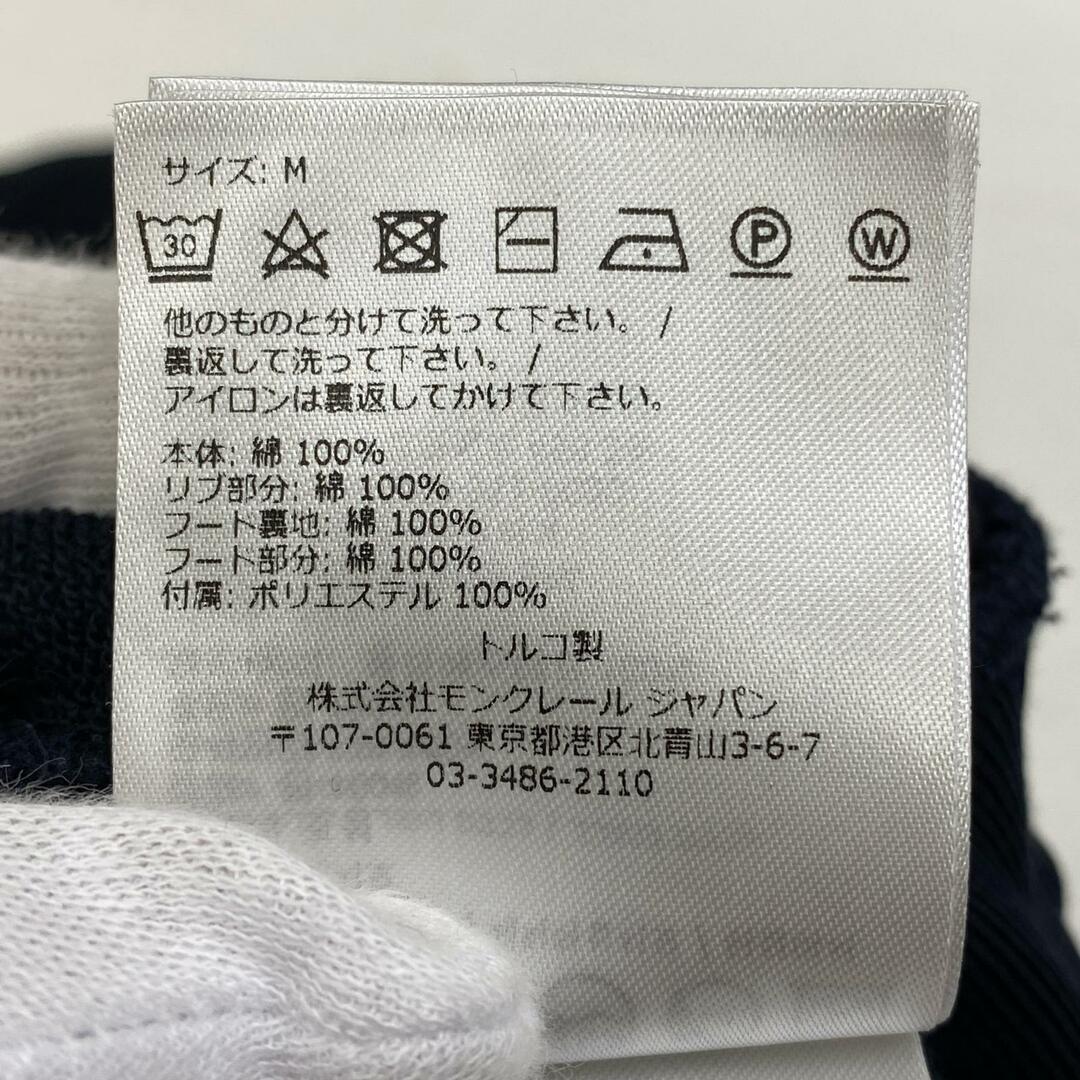 サイズ: M
30 P W
他のものと分けて洗って下さい。 /
裏返して洗って下さい。 /
アイロンは裏返してかけて下さい。
本体: 綿 100%
リブ部分: 綿 100%
フート裏地: 綿 100%
フート部分: 綿 100%
付属: ポリエステル 100%
トルコ製
株式会社モンクレール ジャパン
〒107-0061 東京都港区北青山3-6-7
03-3486-2110